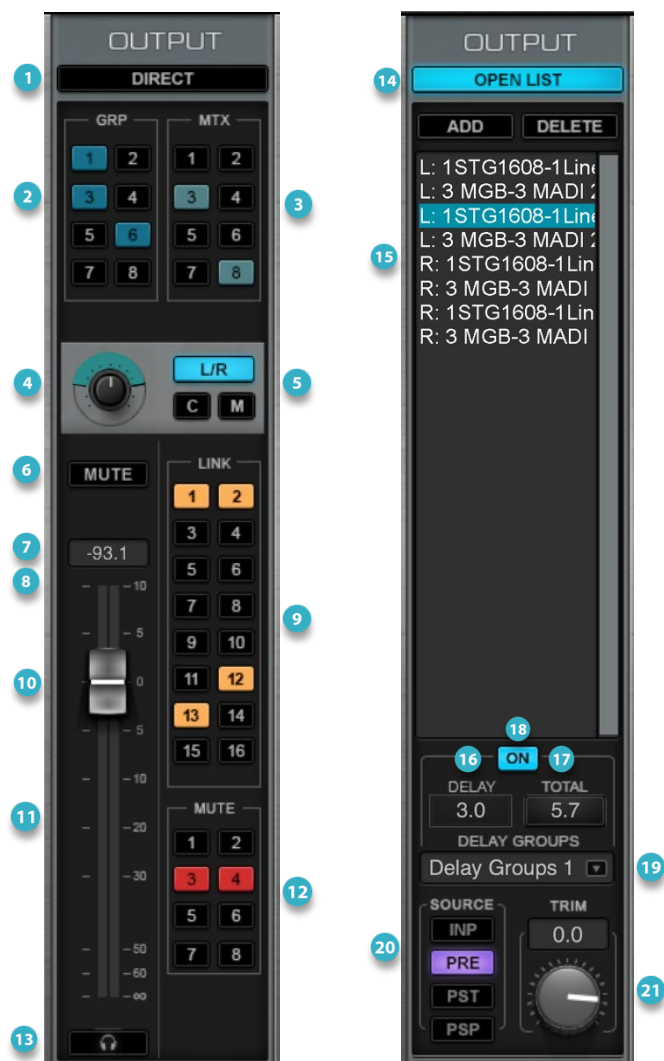 OUTPUT
1
DIRECT
GRP
MTX
2
1 2
3 4
5 6
7 8
1 2
3 4
5 6
7 8
3
4
L/R
C M
5
6
MUTE
7
-93.1
8
10
5
0
5
10
20
30
50
60
∞
10
11
LINK
1 2
3 4
5 6
7 8
9 10
11 12
13 14
15 16
9
MUTE
1 2
3 4
5 6
7 8
12
13
OUTPUT
14
OPEN LIST
ADD DELETE
15
L: 1STG1608-1Line
L: 3 MGB-3 MADI 2
L: 1STG1608-1Line
L: 3 MGB-3 MADI 2
R: 1STG1608-1Lin
R: 3 MGB-3 MADI
R: 1STG1608-1Lin
R: 3 MGB-3 MADI
18
16 ON 17
DELAY TOTAL
3.0 5.7
DELAY GROUPS
Delay Groups 1
19
SOURCE
20
INP
PRE
PST
PSP
TRIM
0.0
21